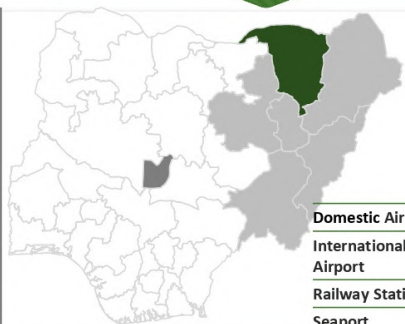 Domestic Air
International
Airport
Railway Stati
Seaport